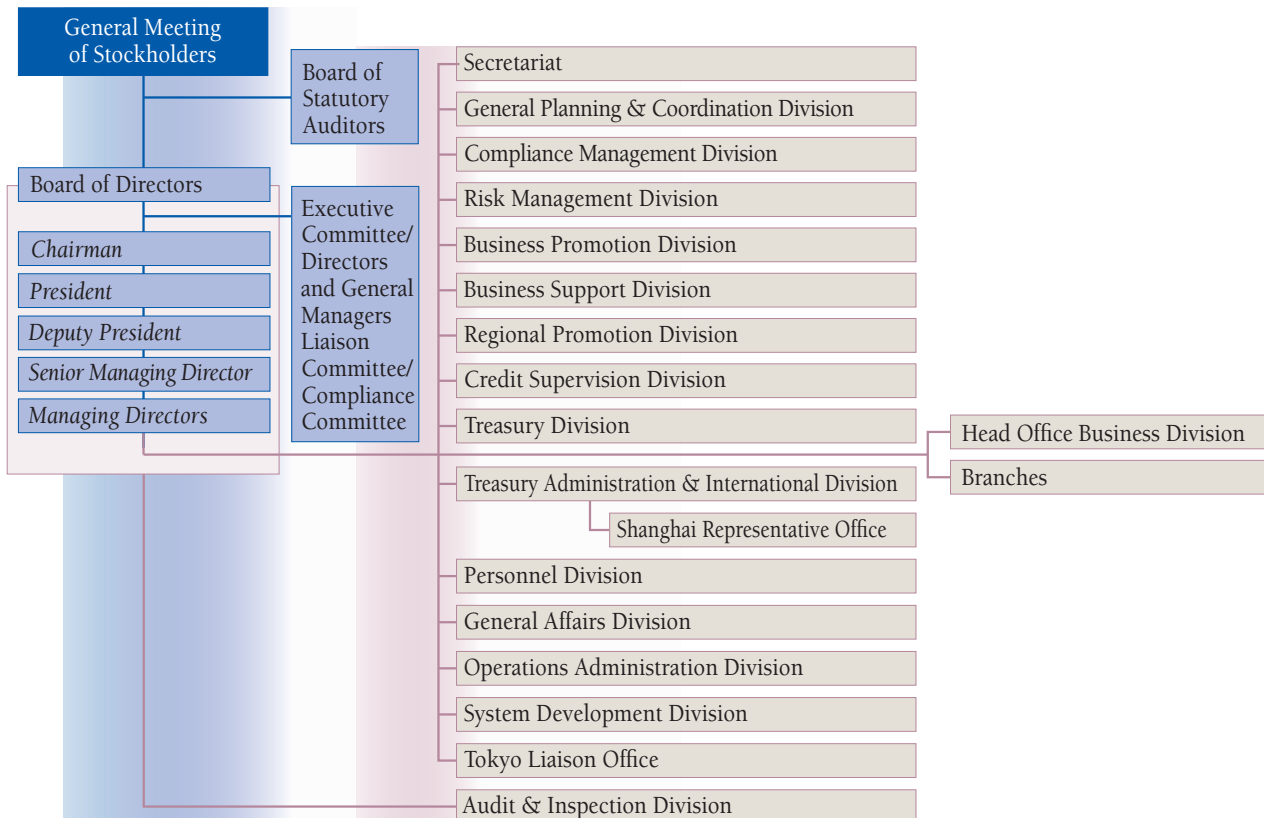 General Meeting
of Stockholders
Board of
Statutory
Auditors
Board of Directors
Executive
Committee/
Directors
and General
Managers
Liaison
Committee/
Compliance
Committee
Chairman
President
Deputy President
Senior Managing Director
Managing Directors
Secretariat
General Planning & Coordination Division
Compliance Management Division
Risk Management Division
Business Promotion Division
Business Support Division
Regional Promotion Division
Credit Supervision Division
Treasury Division
Head Office Business Division
Branches
Treasury Administration & International Division
Shanghai Representative Office
Personnel Division
General Affairs Division
Operations Administration Division
System Development Division
Tokyo Liaison Office
Audit & Inspection Division